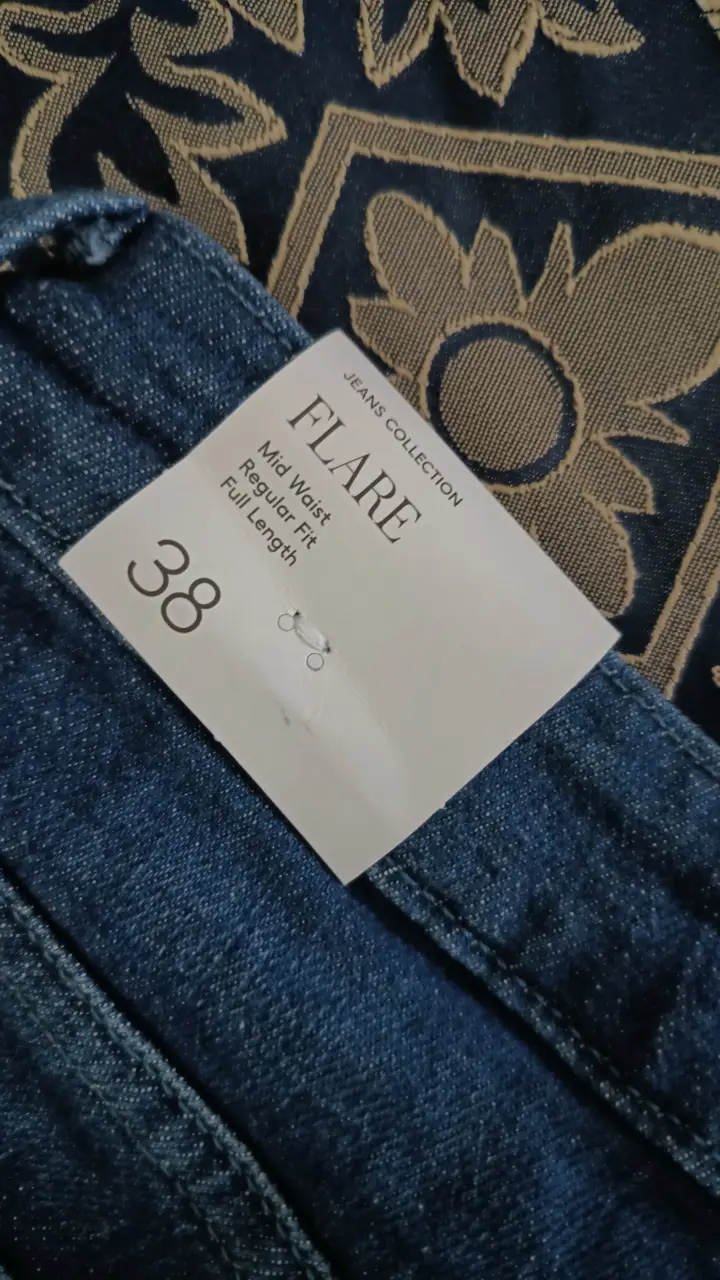 JEANS COLLECTION
FLARE
Mid Waist
Regular Fit
Full Length
38